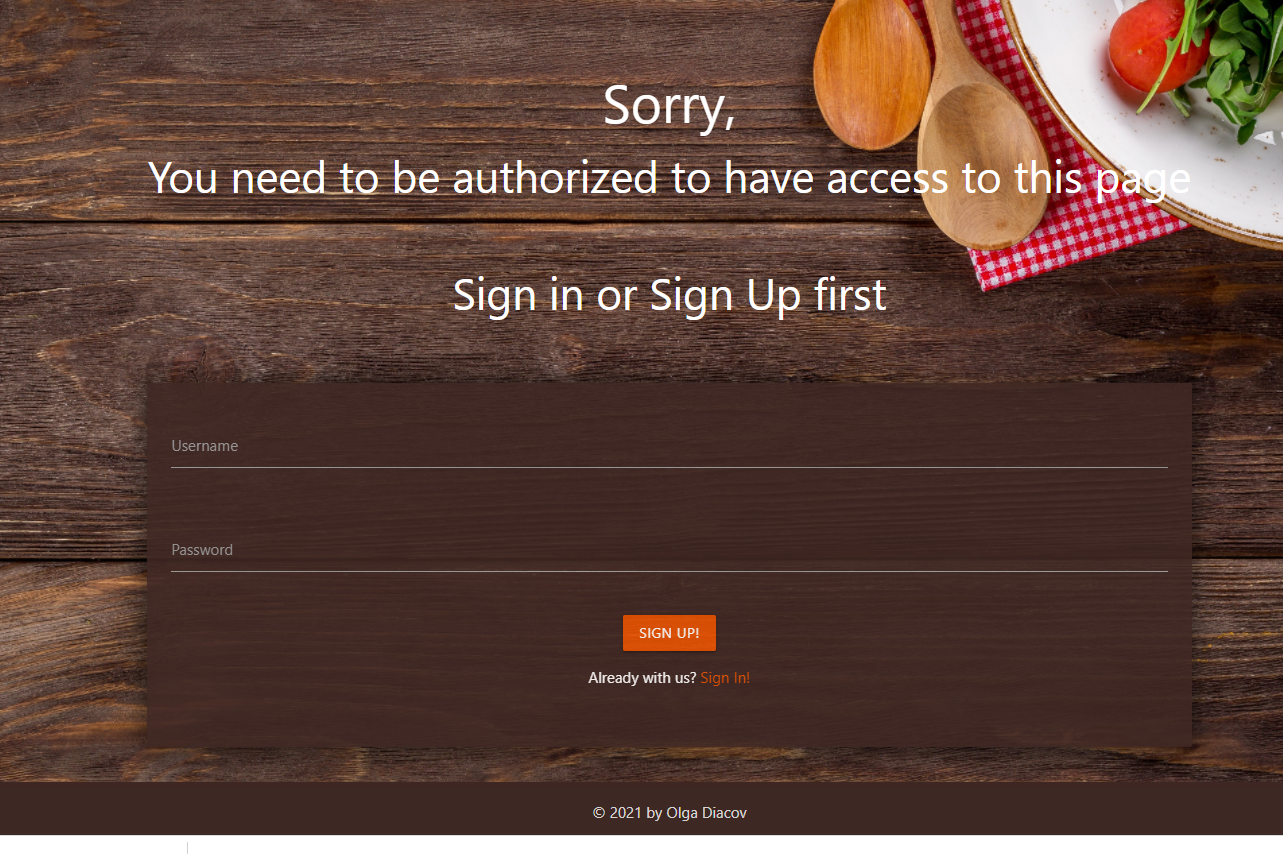 Sorry,
You need to be authorized to have access to this page
Sign in or Sign Up first
Username
Password
SIGN UP!
Already with us? Sign In!
© 2021 by Olga Diacov